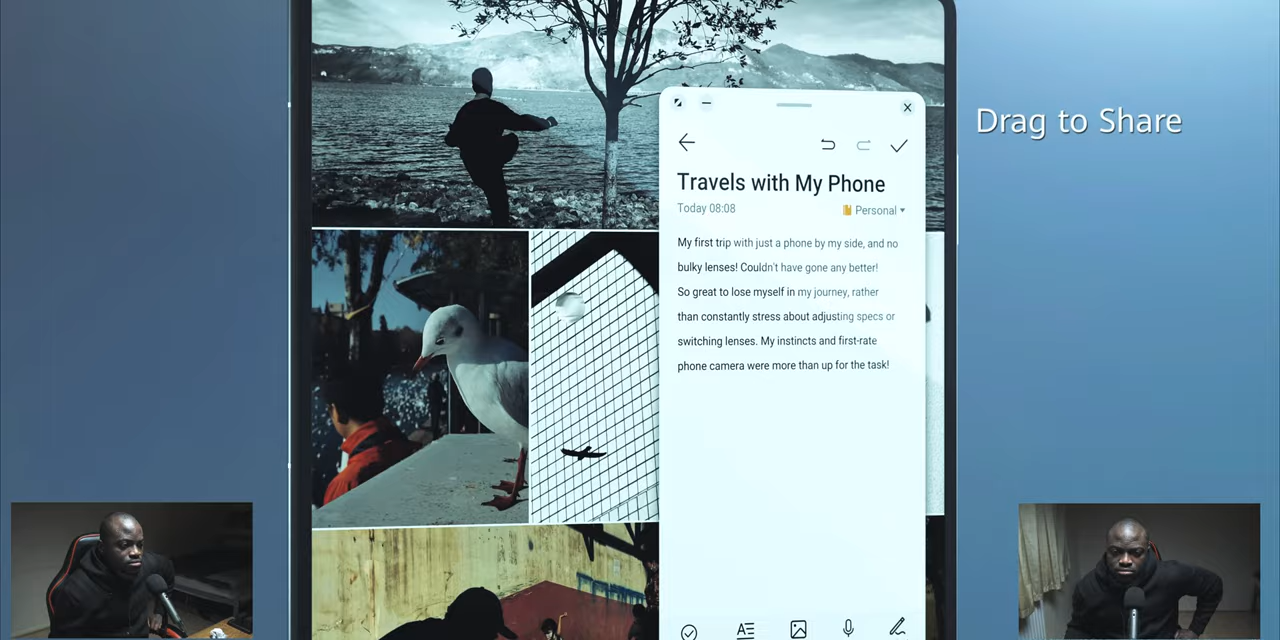 Drag to Share
Travels with My Phone
Today 08:08
Personal
My first trip with just a phone by my side, and no
bulky lenses! Couldn't have gone any better!
So great to lose myself in my journey, rather
than constantly stress about adjusting specs or
switching lenses. My instincts and first-rate
phone camera were more than up for the task!